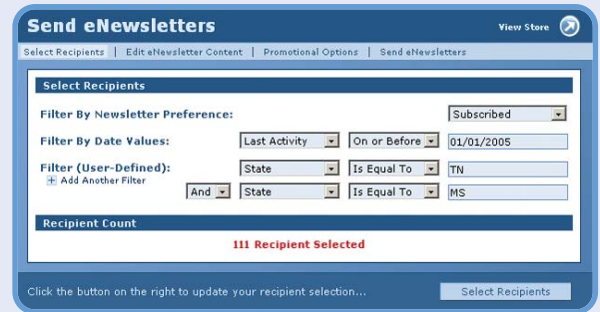 Send eNewsletters
View Store
Select Recipients | Edit eNewsletter Content | Promotional Options | Send eNewsletters
Select Recipients
Filter By Newsletter Preference: Subscribed
Filter By Date Values: Last Activity On or Before 01/01/2005
Filter (User-Defined): State Is Equal To TN
Add Another Filter
And State Is Equal To MS
Recipient Count
111 Recipient Selected
Click the button on the right to update your recipient selection... Select Recipients